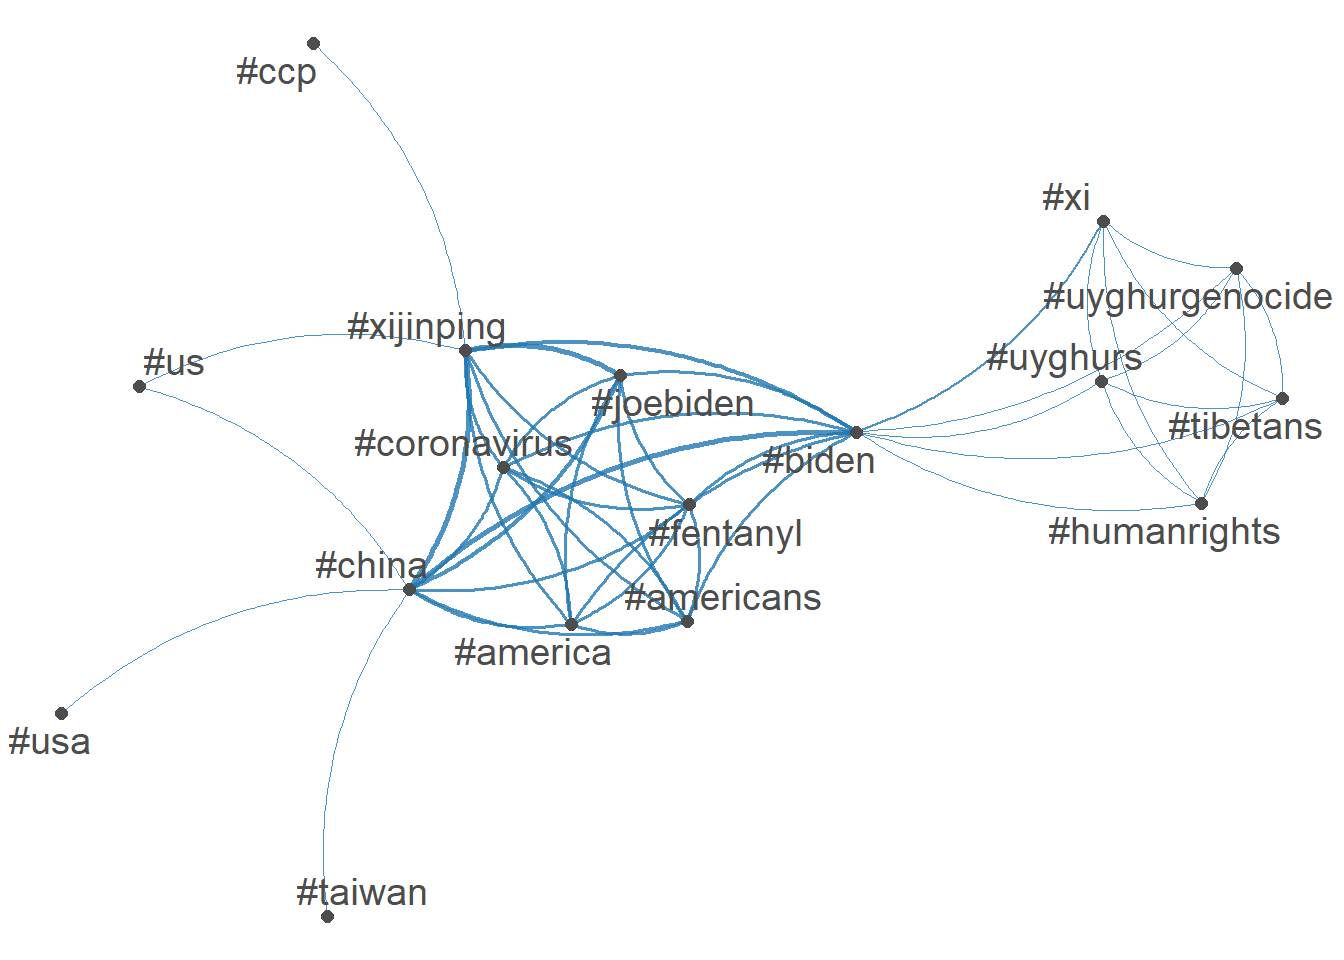 #ccp
#xi
#uyghurgenocide
#xijinping
#us
#uyghurs
#joebiden
#tibetans
#coronavirus
#biden
#fentanyl
#humanrights
#china
#americans
#america
#usa
#taiwan